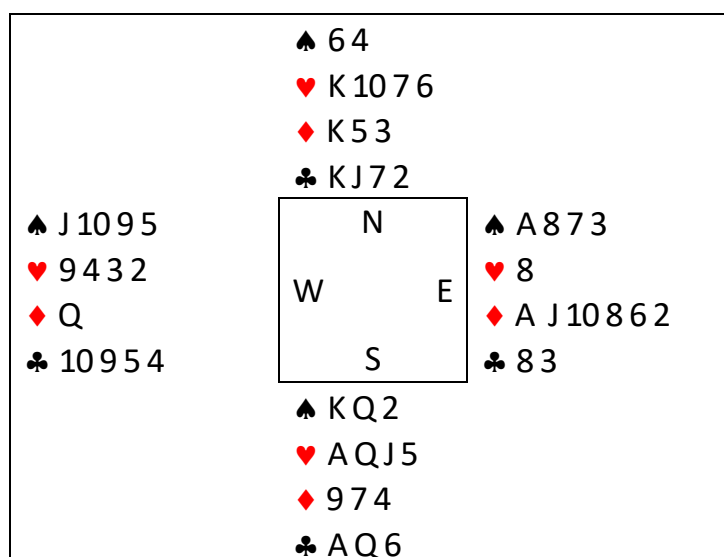 ♠ 6 4
♥ K 10 7 6
♦ K 5 3
♣ K J 7 2
♠ J 10 9 5
♥ 9 4 3 2
♦ Q
♣ 10 9 5 4
N
W E
S
♠ A 8 7 3
♥ 8
♦ A J 10 8 6 2
♣ 8 3
♠ K Q 2
♥ A Q J 5
♦ 9 7 4
♣ A Q 6